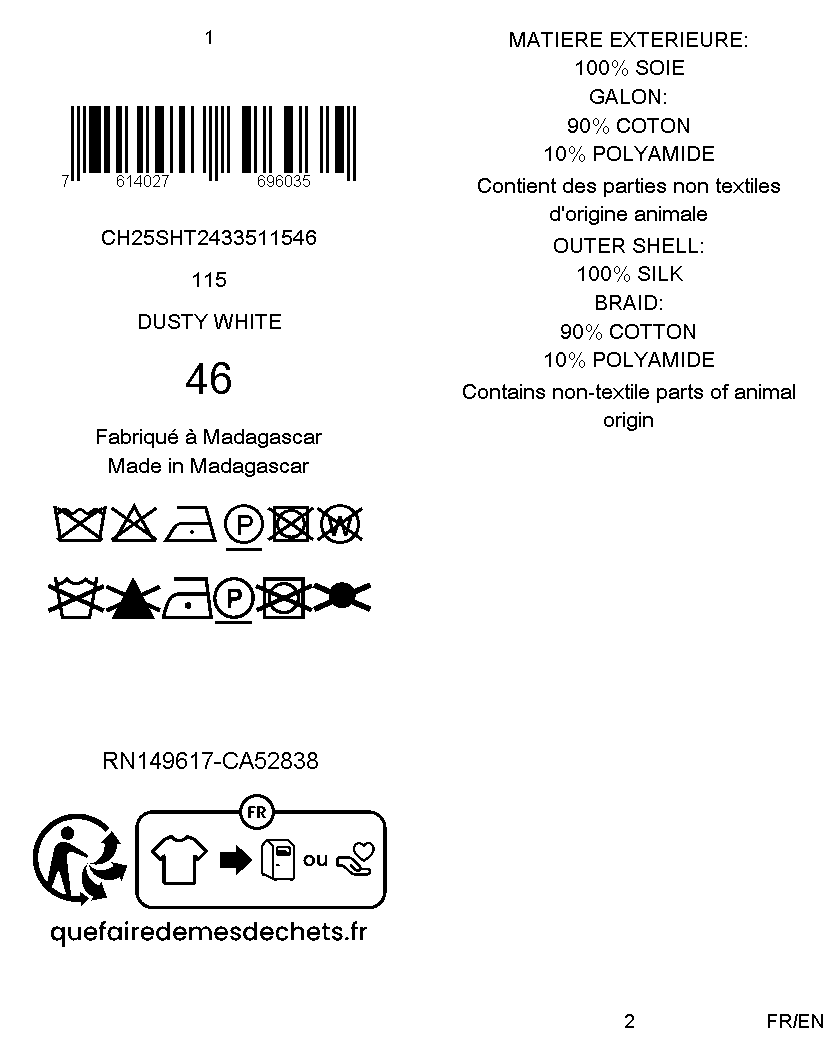 1
7 614027 696035
CH25SHT2433511546
115
DUSTY WHITE
46
Fabriqué à Madagascar
Made in Madagascar
P
W
P
RN149617-CA52838
FR
ou
quefairedemesdechets.fr
MATIERE EXTERIEURE:
100% SOIE
GALON:
90% COTON
10% POLYAMIDE
Contient des parties non textiles
d'origine animale
OUTER SHELL:
100% SILK
BRAID:
90% COTTON
10% POLYAMIDE
Contains non-textile parts of animal
origin
2
FR/EN